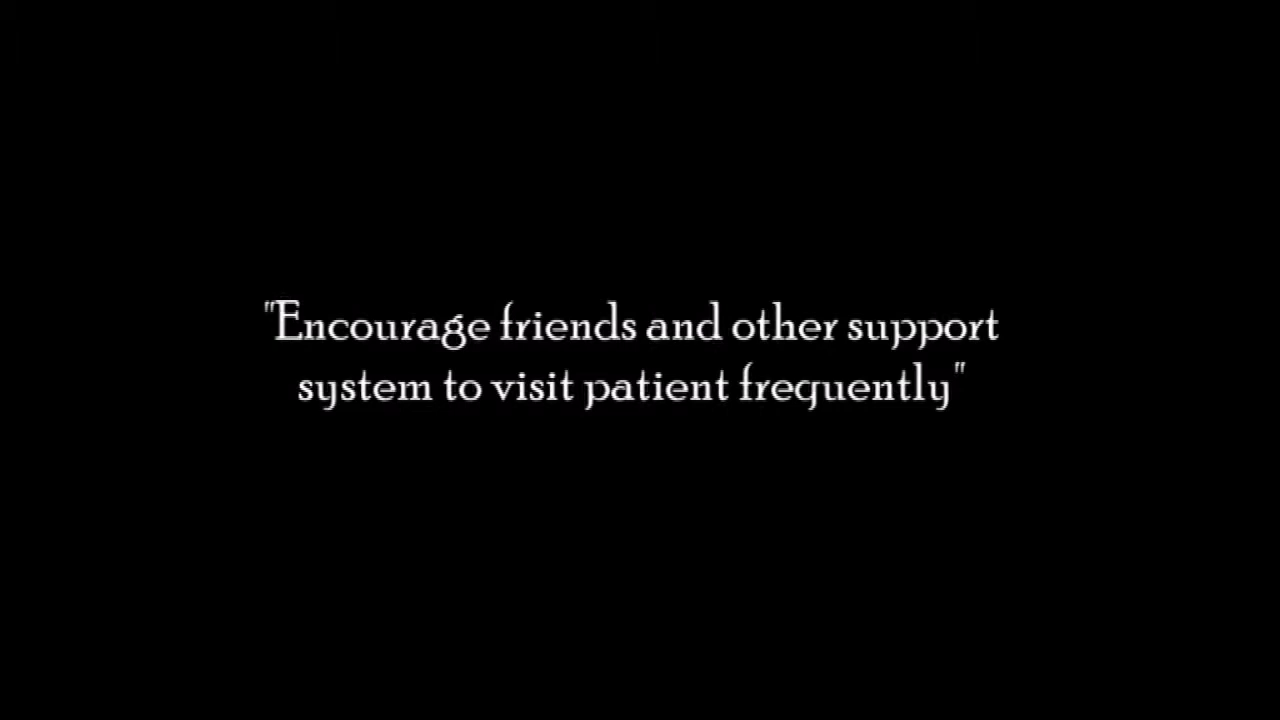 "Encourage friends and other support
system to visit patient frequently"